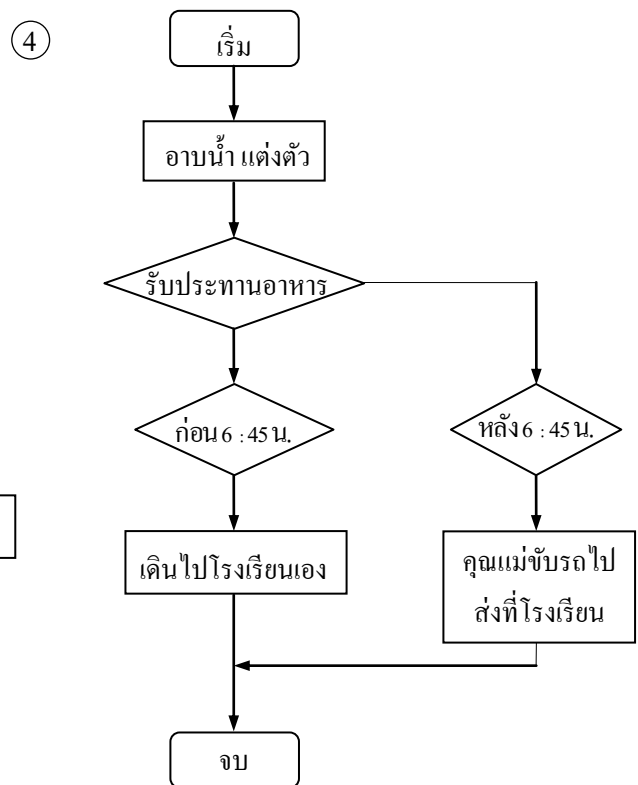 4
เริ่ม
อาบน้ำ แต่งตัว
รับประทานอาหาร
ก่อน 6 : 45 น.
หลัง 6 : 45 น.
เดินไปโรงเรียนเอง
คุณแม่ขับรถไป
ส่งที่โรงเรียน
จบ